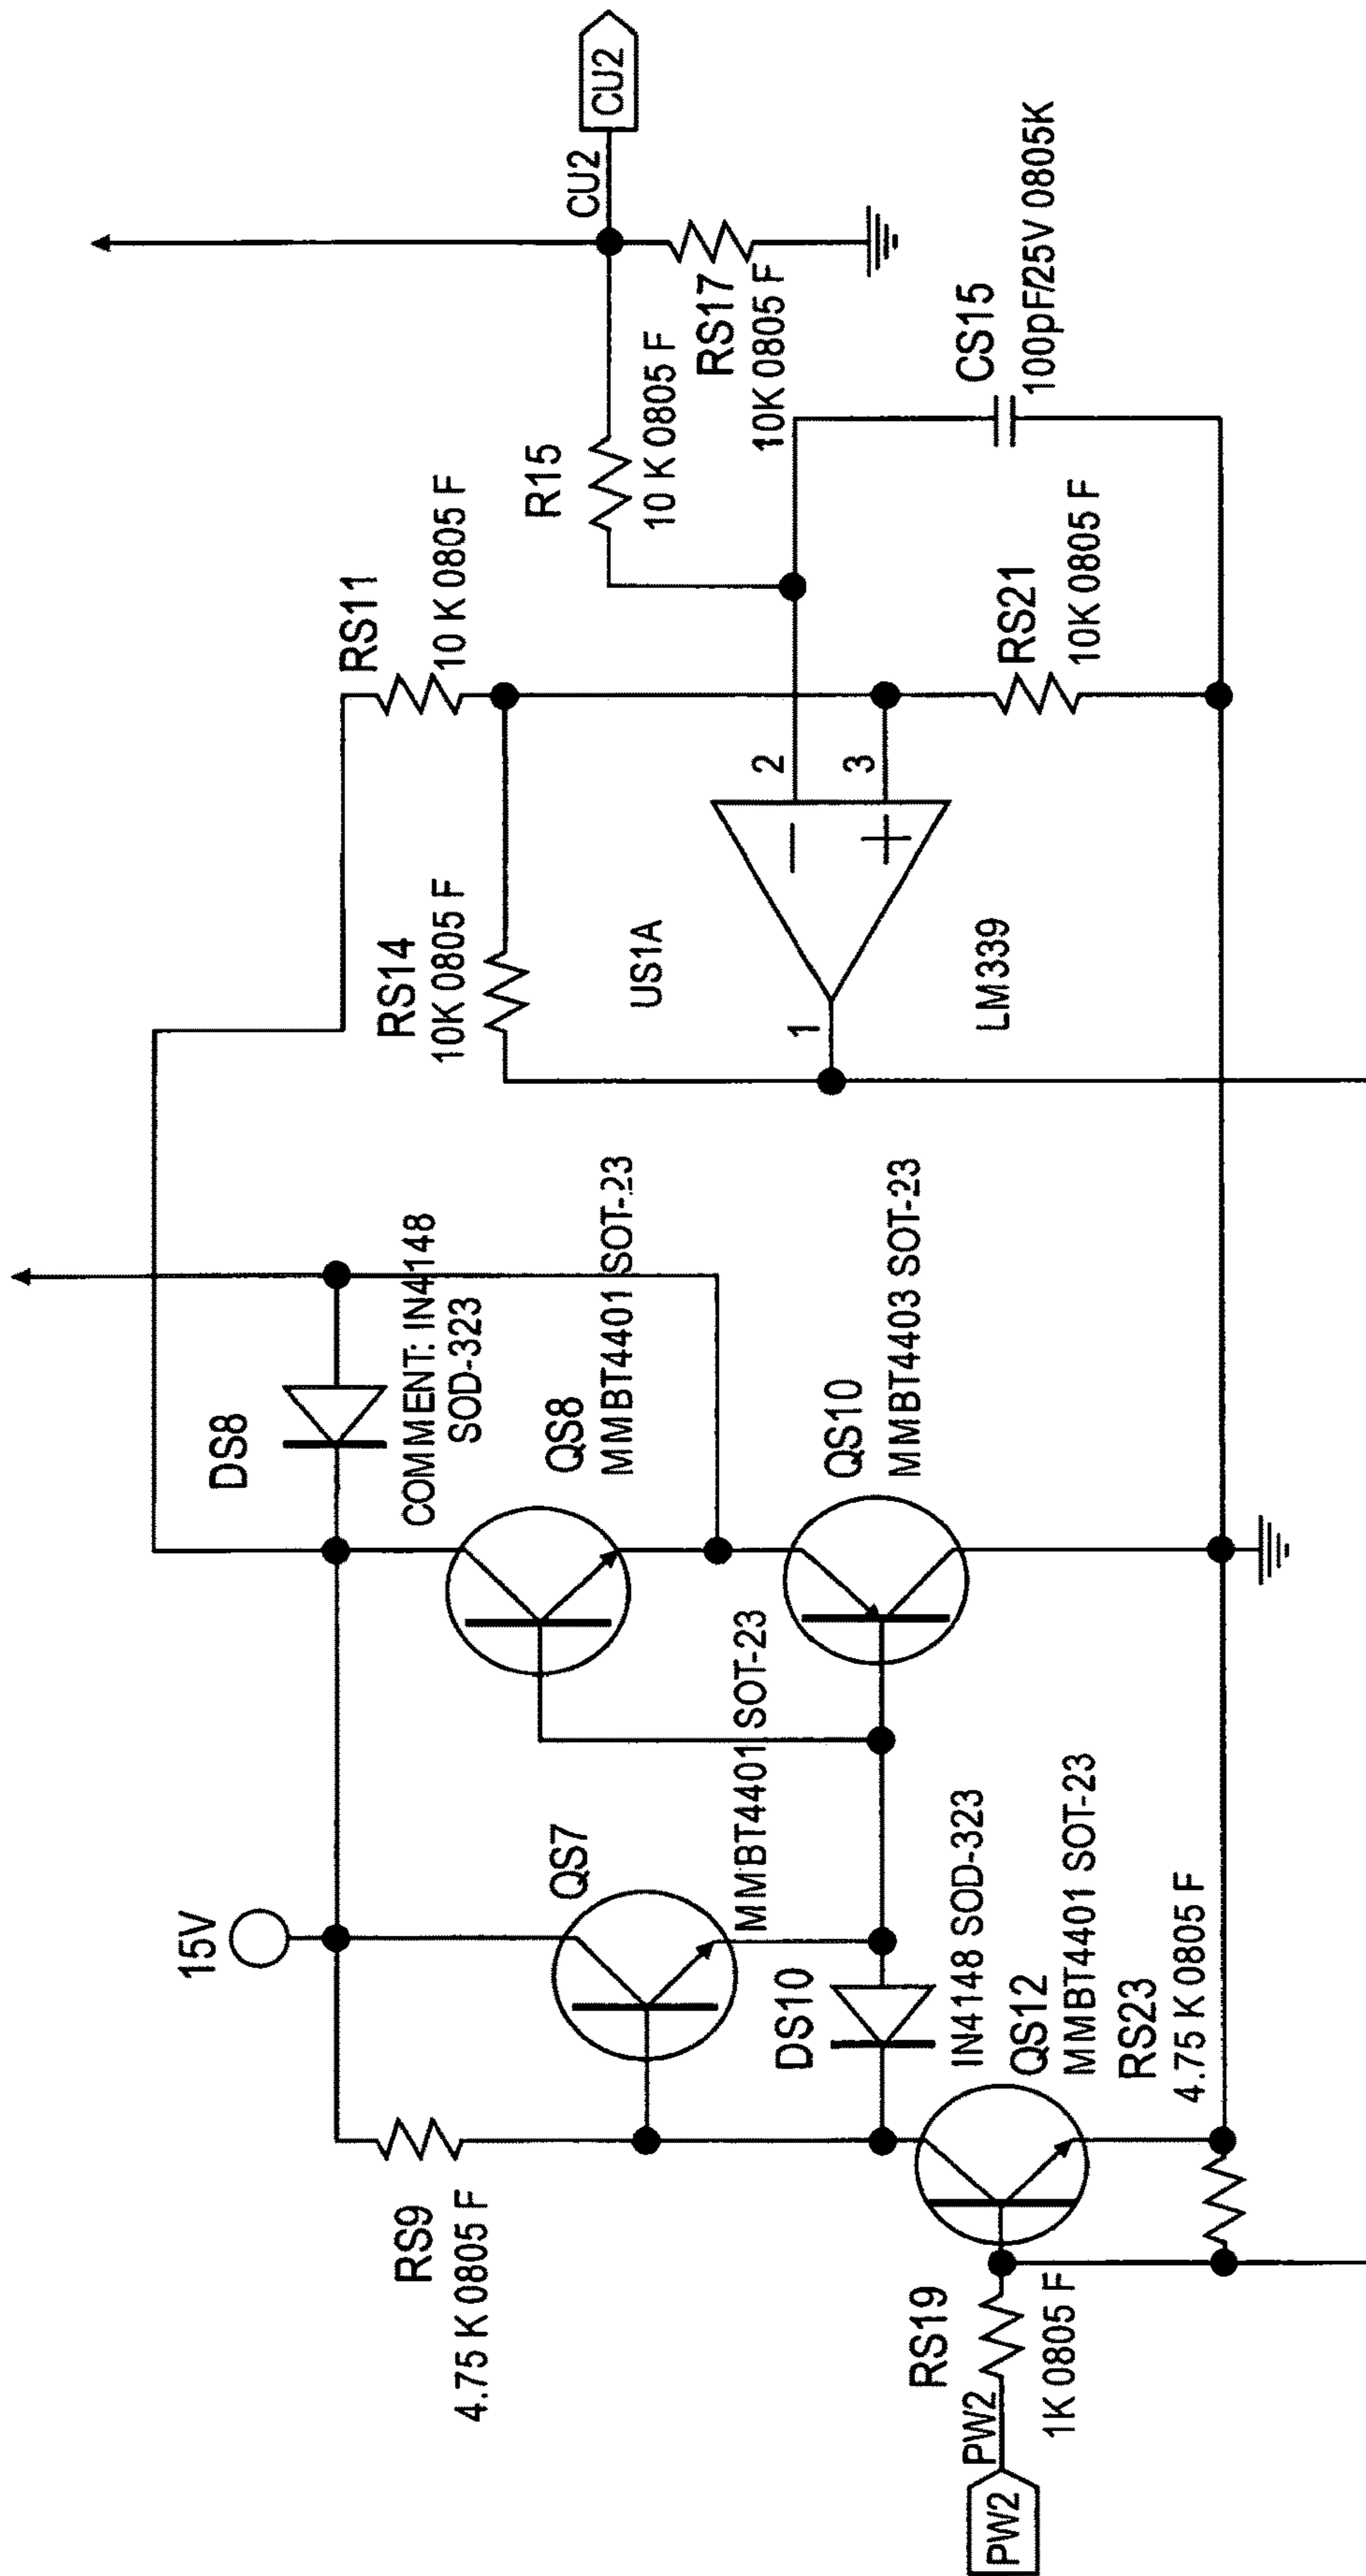 15V
DS8
COMMENT: IN4148
SOD-323
RS9
4.75 K 0805 F
QS7
MMBT4401 SOT-23
QS8
MMBT4401 SOT-23
QS10
MMBT4403 SOT-23
DS10
IN4148 SOD-323
QS12
MMBT4401 SOT-23
RS23
4.75 K 0805 F
PW2
PW2
RS19
1K 0805 F
RS11
10 K 0805 F
RS14
10K 0805 F
US1A
1
2
3
LM339
R15
10 K 0805 F
CU2
CU2
RS17
10K 0805 F
RS21
10K 0805 F
CS15
100pF/25V 0805K